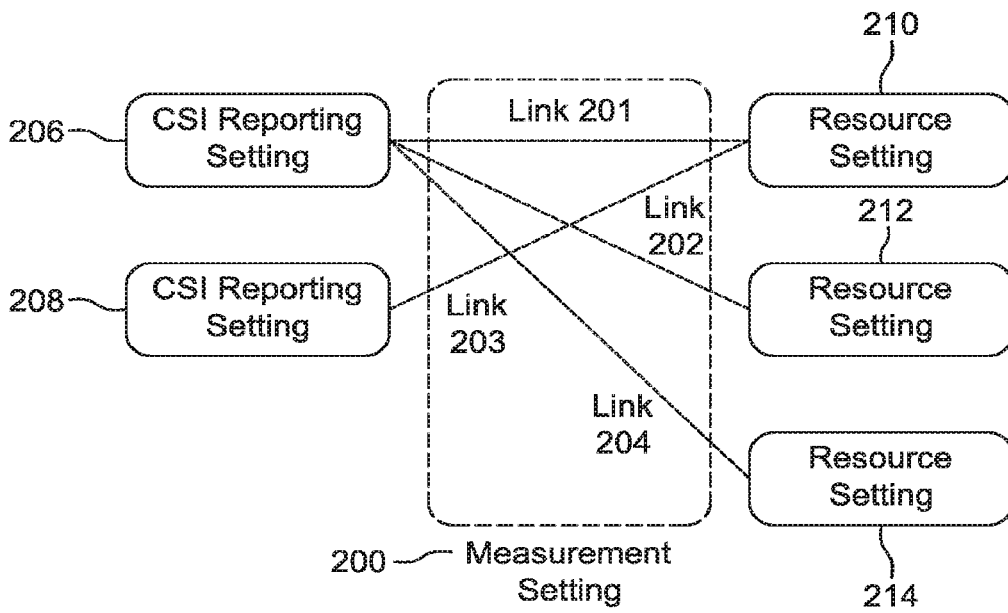 210
206
CSI Reporting
Setting
Link 201
Resource
Setting
Link
202
212
208
CSI Reporting
Setting
Link
203
Resource
Setting
Link
204
Resource
Setting
200
Measurement
Setting
214